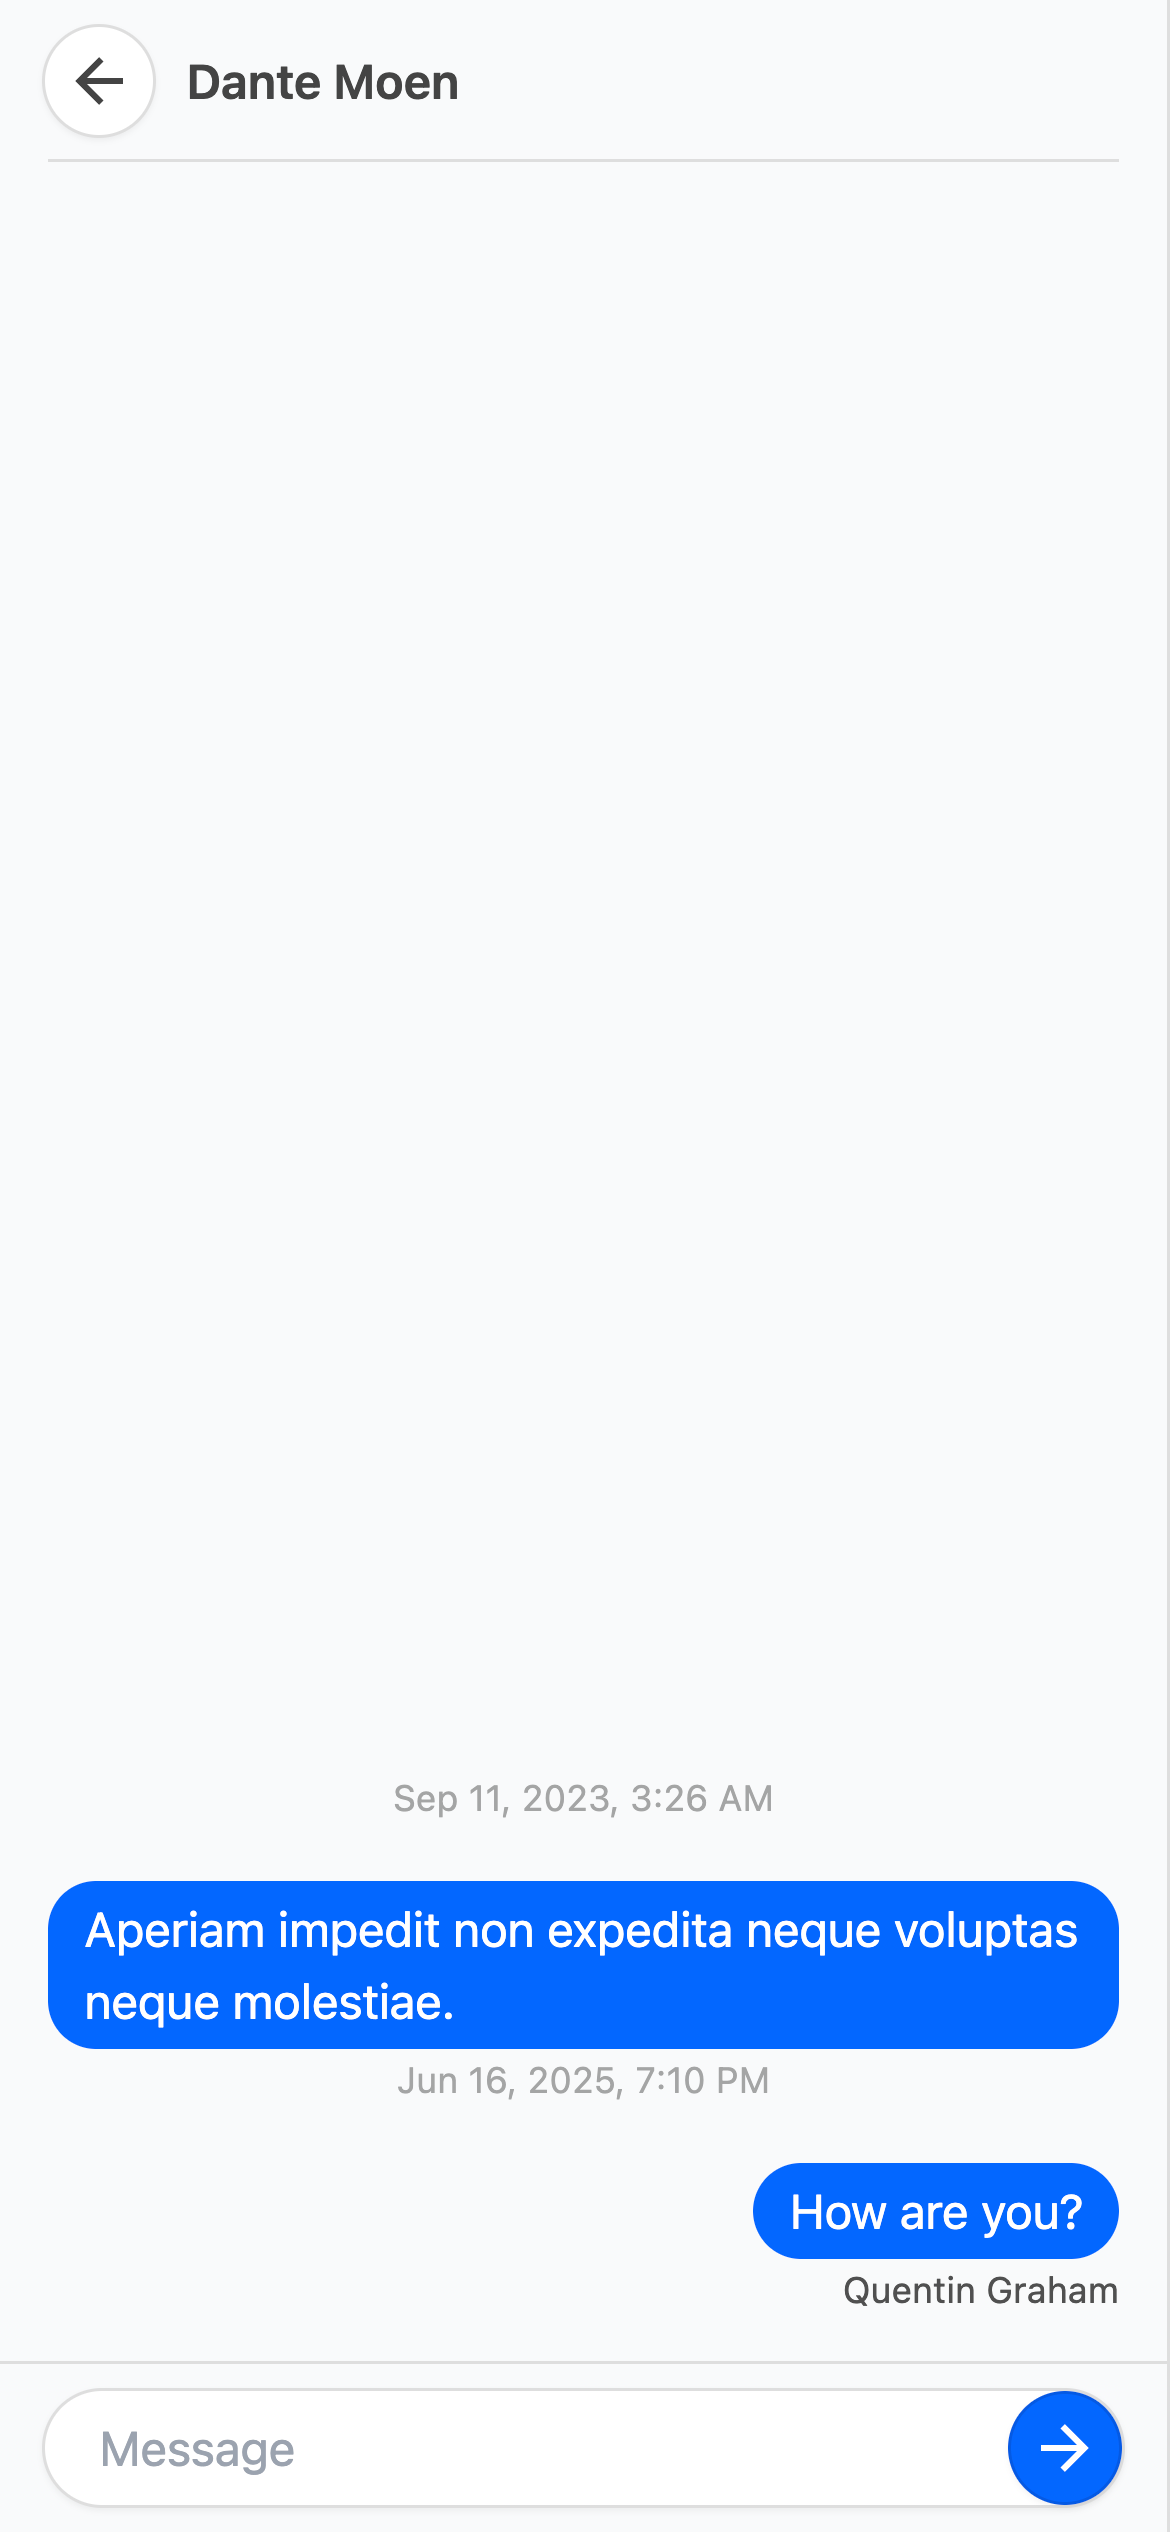 Dante Moen
Sep 11, 2023, 3:26 AM
Aperiam impedit non expedita neque voluptas
neque molestiae.
Jun 16, 2025, 7:10 PM
How are you?
Quentin Graham
Message